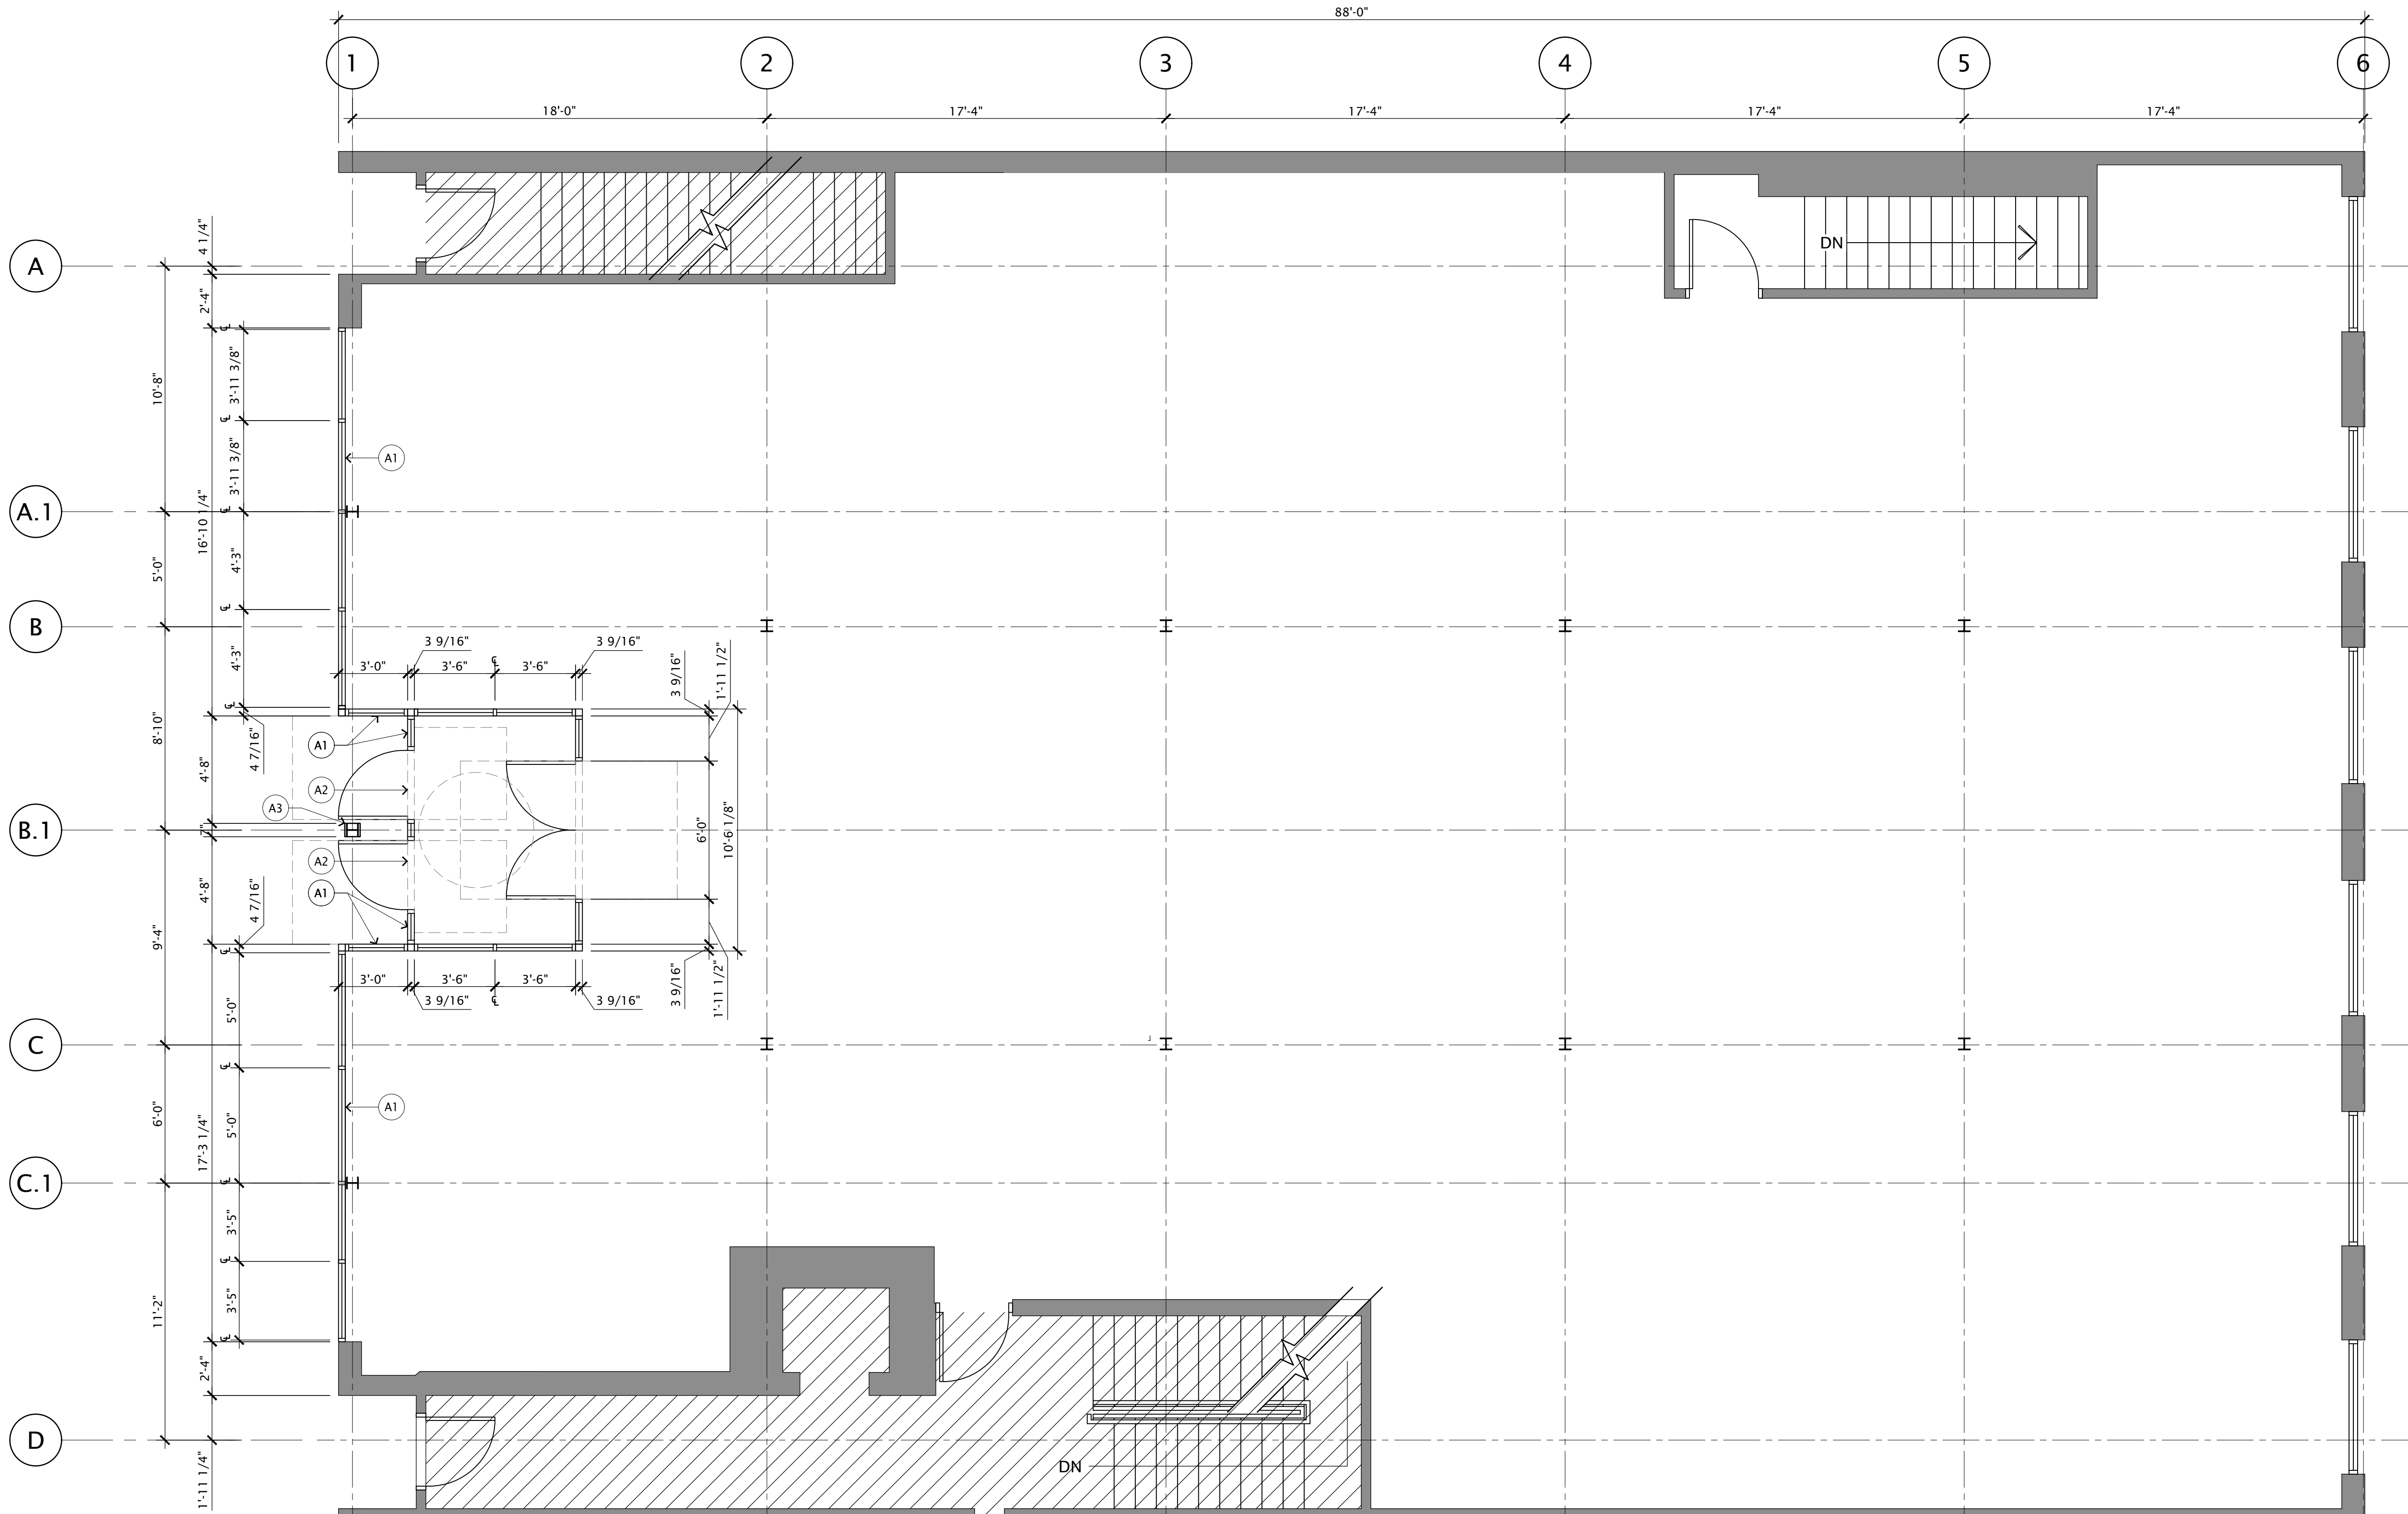 88'-0"
1 2 3 4 5 6
18'-0" 17'-4" 17'-4" 17'-4" 17'-4"
4 1/4"
DN
A
2'-4"
3'-11 3/8"
10'-8"
A1
3'-11 3/8"
A.1
16'-10 1/4"
4'-3"
5'-0"
B
3 9/16" 3 9/16"
4'-3" 3'-0" 3'-6" 3'-6" 3 9/16" 1'-11 1/2"
8'-10"
A1
4 7/16"
4'-8"
A2
A3
B.1
7"
6'-0" 10'-6 1/8"
A2
4'-8"
A1
4 7/16"
9'-4"
3'-0" 3'-6" 3'-6" 3 9/16" 1'-11 1/2"
3 9/16" 3 9/16"
5'-0"
C
A1
6'-0"
5'-0"
17'-3 1/4"
C.1
3'-5"
3'-5"
11'-2"
2'-4"
D
DN
1'-11 1/4"